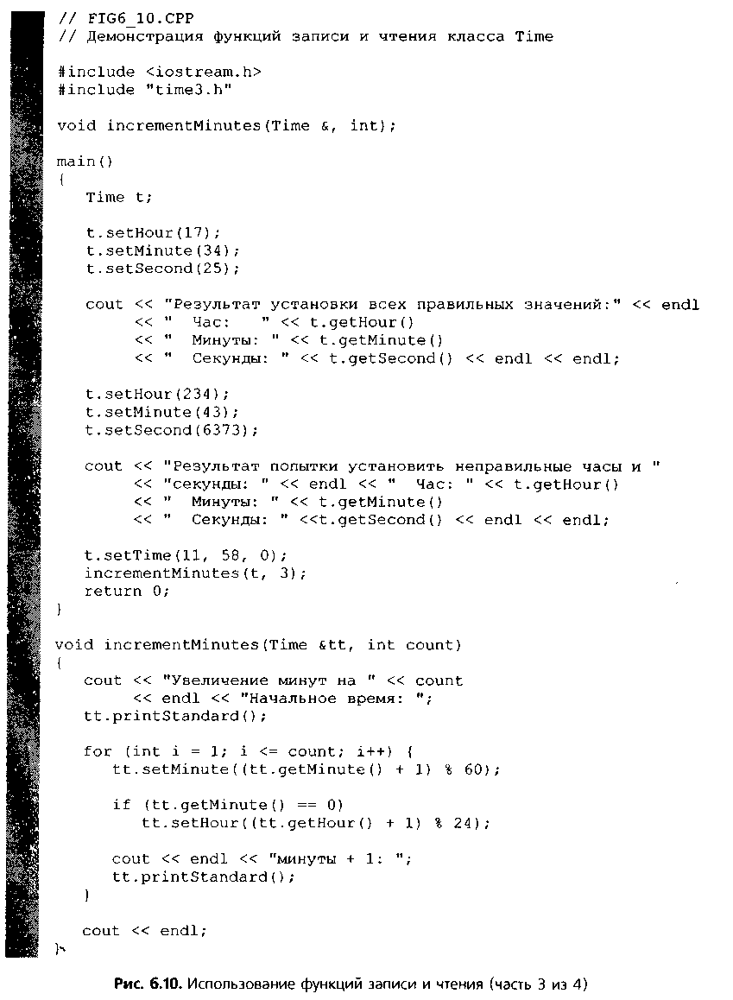 // FIG6_10.CPP
// Демонстрация функций записи и чтения класса Time
#include <iostream.h>
#include "time3.h"
void incrementMinutes(Time &, int);
main()
{
Time t;
t.setHour(17);
t.setMinute(34);
t.setSecond(25);
cout << "Результат установки всех правильных значений:" << endl
<< "  Час:   " << t.getHour()
<< "  Минуты: " << t.getMinute()
<< "  Секунды: " << t.getSecond() << endl << endl;
t.setHour(234);
t.setMinute(43);
t.setSecond(6373);
cout << "Результат попытки установить неправильные часы и "
<< "секунды: " << endl << "  Час: " << t.getHour()
<< "  Минуты: " << t.getMinute()
<< "  Секунды: " <<t.getSecond() << endl << endl;
t.setTime(11, 58, 0);
incrementMinutes(t, 3);
return 0;
}
void incrementMinutes(Time &tt, int count)
{
cout << "Увеличение минут на " << count
<< endl << "Начальное время: ";
tt.printStandard();
for (int i = 1; i <= count; i++) {
tt.setMinute((tt.getMinute() + 1) % 60);
if (tt.getMinute() == 0)
tt.setHour((tt.getHour() + 1) % 24);
cout << endl << "минуты + 1: ";
tt.printStandard();
}
cout << endl;
}
Рис. 6.10. Использование функций записи и чтения (часть 3 из 4)